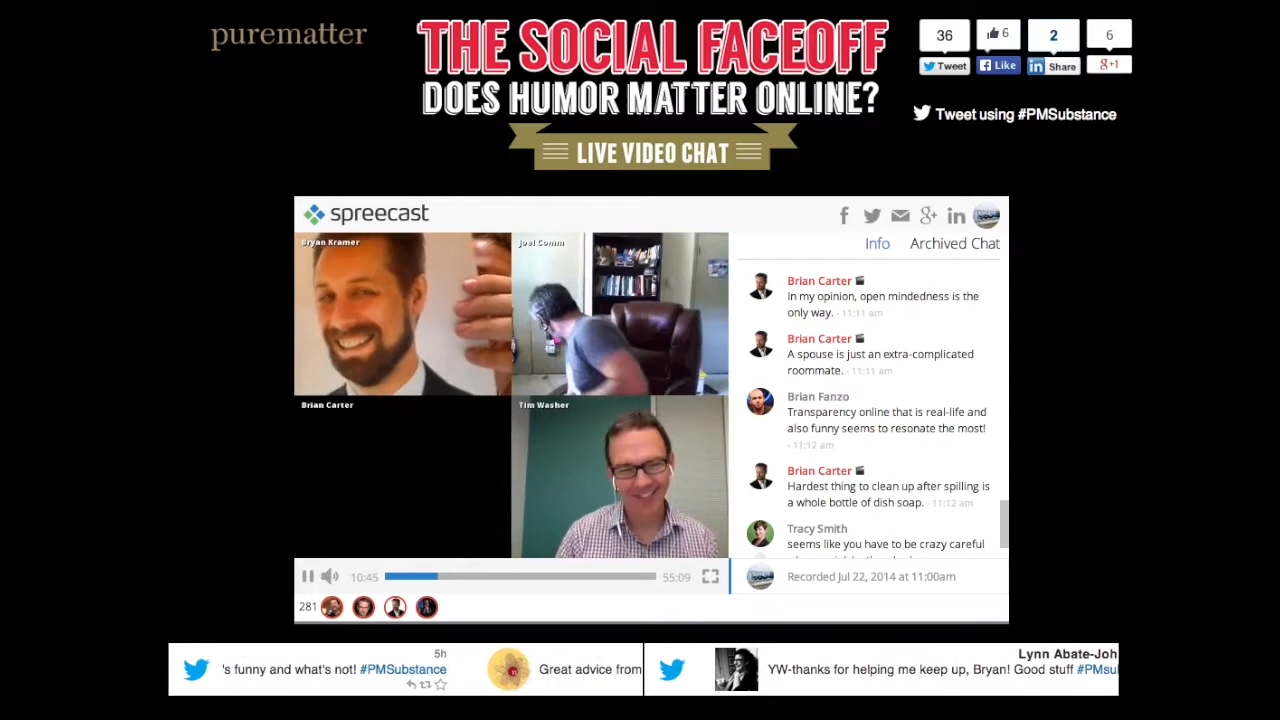 purematter
THE SOCIAL FACEOFF
DOES HUMOR MATTER ONLINE?
LIVE VIDEO CHAT
36
6
2
6
Tweet
Like
Share
+1
Tweet using #PMSubstance
spreecast
Bryan Kramer
Joel Comm
Brian Carter
Tim Washer
Info
Archived Chat
Brian Carter
In my opinion, open mindedness is the
only way. - 11:11 am
Brian Carter
A spouse is just an extra-complicated
roommate. - 11:11 am
Brian Fanzo
Transparency online that is real-life and
also funny seems to resonate the most!
- 11:12 am
Brian Carter
Hardest thing to clean up after spilling is
a whole bottle of dish soap. - 11:12 am
Tracy Smith
seems like you have to be crazy careful
10:45
55:09
Recorded Jul 22, 2014 at 11:00am
281
5h
's funny and what's not! #PMSubstance
Great advice from
Lynn Abate-Joh
YW-thanks for helping me keep up, Bryan! Good stuff #PMsu